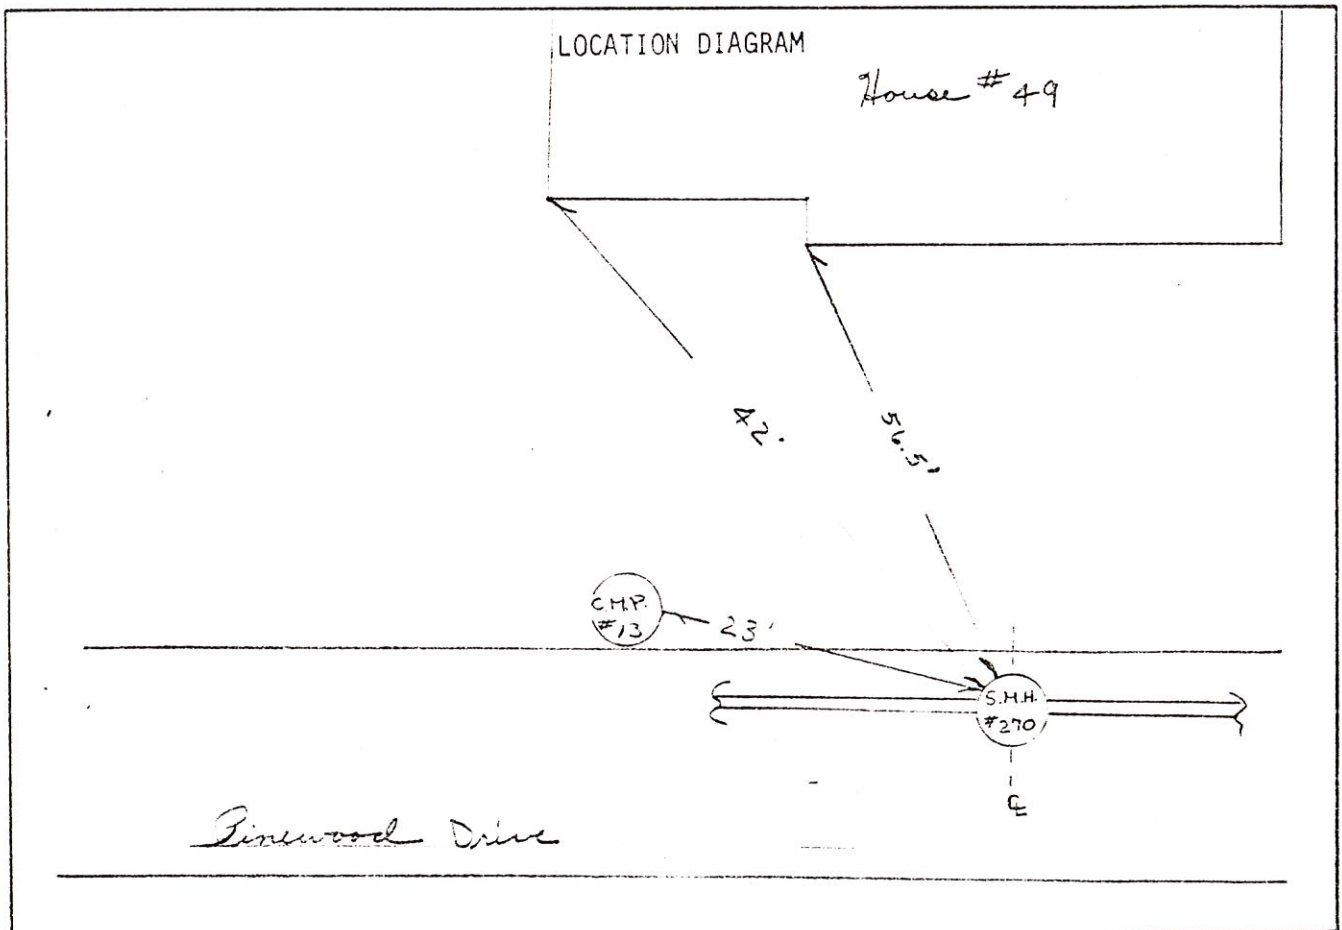 LOCATION DIAGRAM
House # 49
42.
56.5'
C.M.P.
#13
23'
S.M.H.
#270
℄
Pinewood Drive